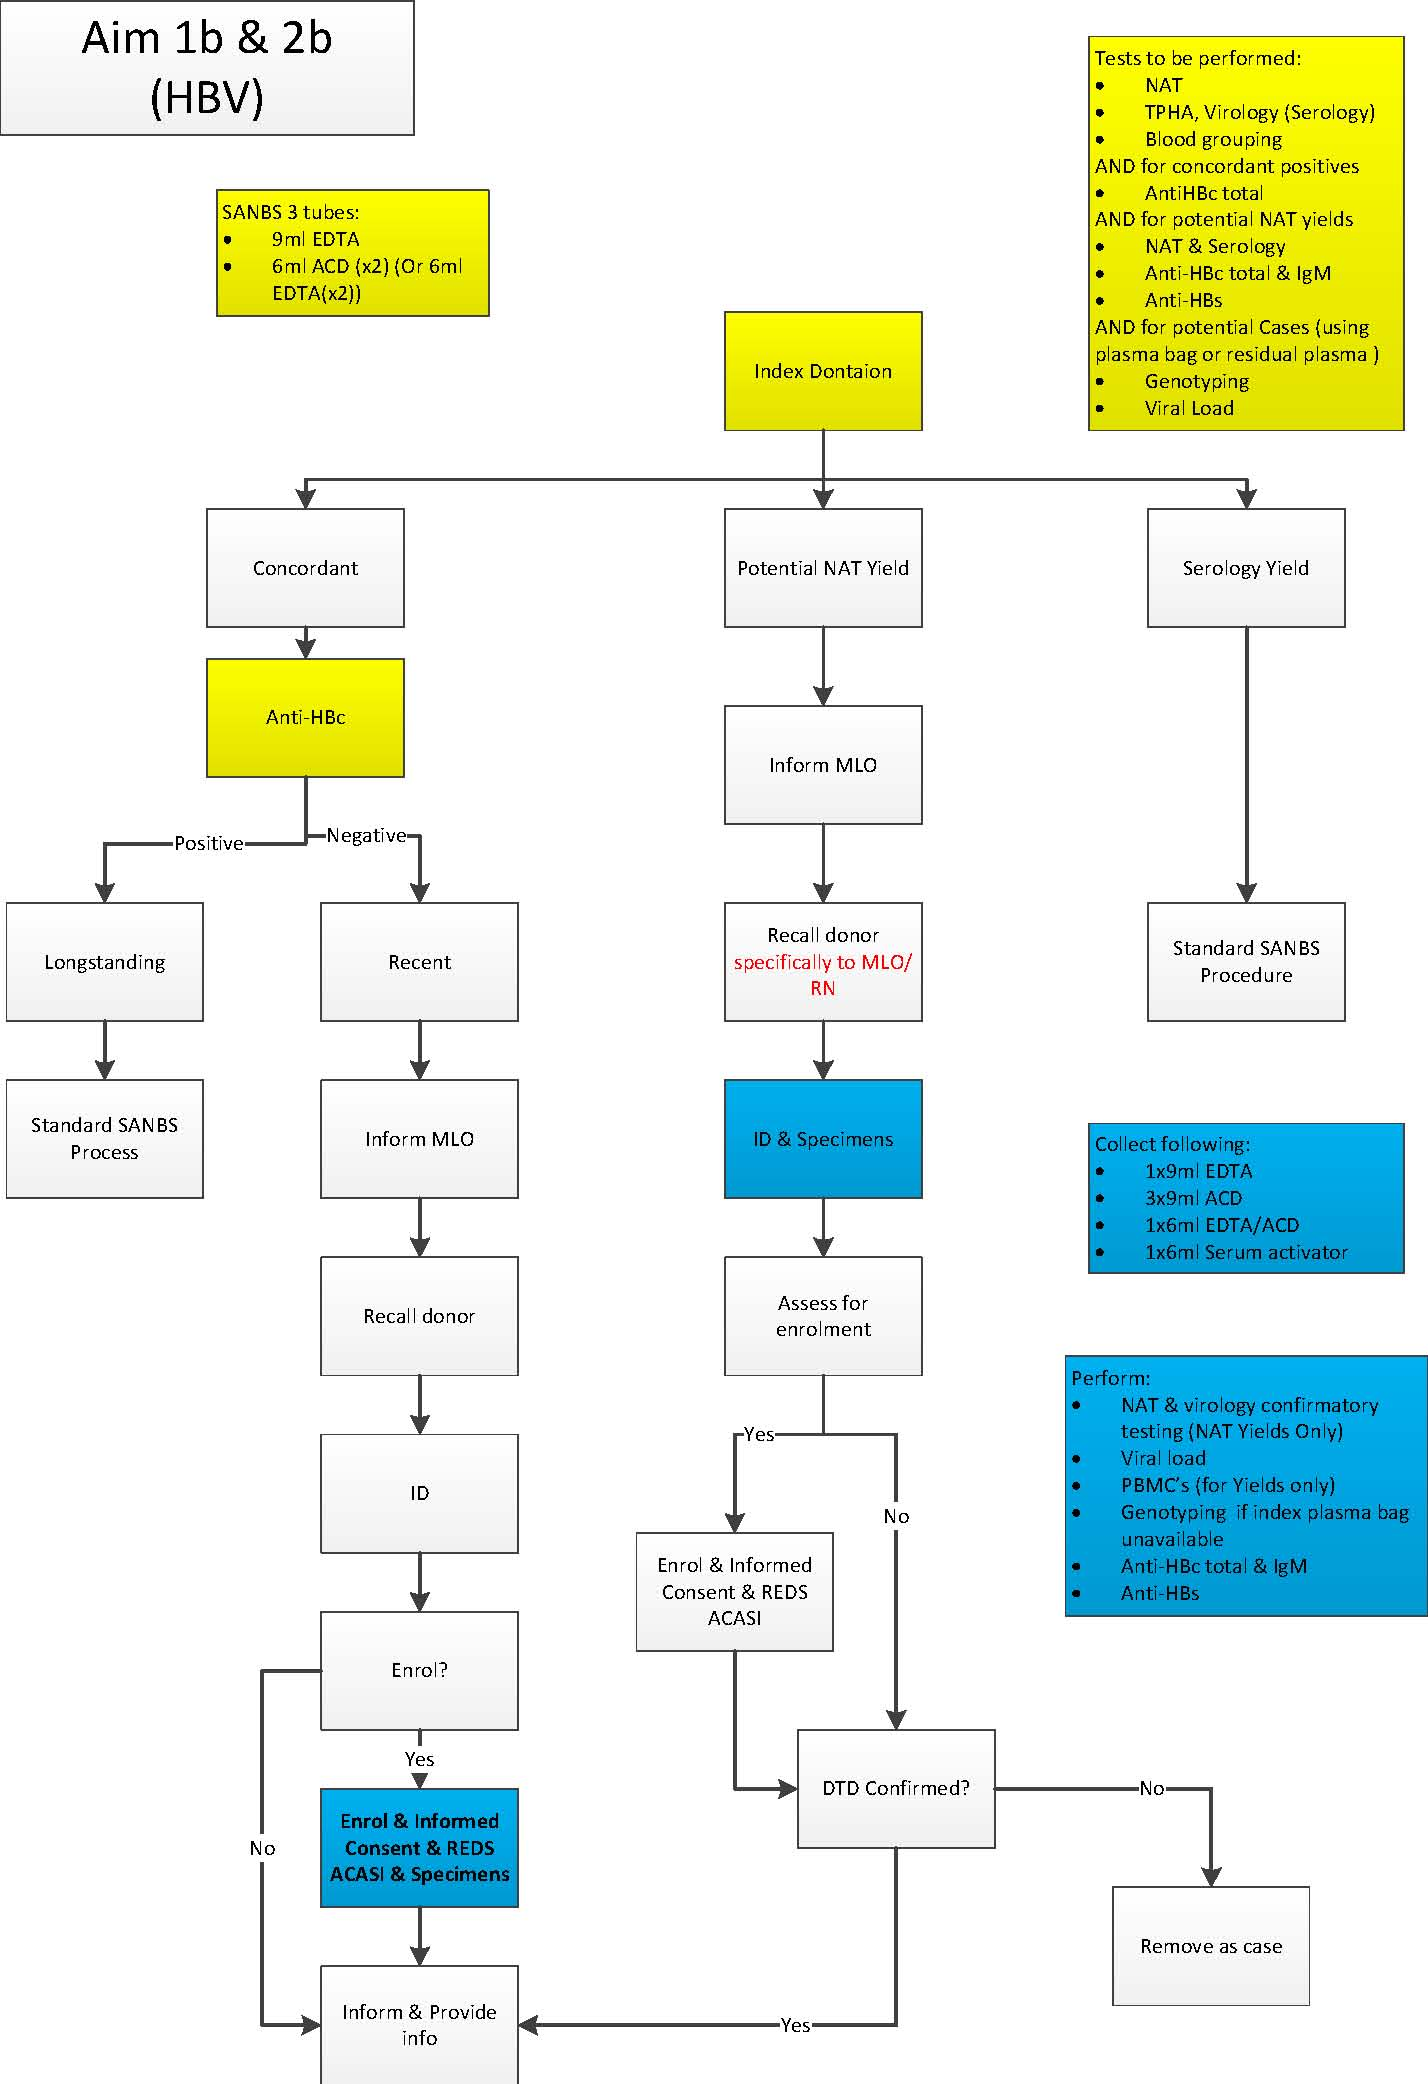 Aim 1b & 2b
(HBV)
Tests to be performed:
• NAT
• TPHA, Virology (Serology)
• Blood grouping
AND for concordant positives
• AntiHBc total
AND for potential NAT yields
• NAT & Serology
• Anti-HBc total & IgM
• Anti-HBs
AND for potential Cases (using
plasma bag or residual plasma )
• Genotyping
• Viral Load
SANBS 3 tubes:
• 9ml EDTA
• 6ml ACD (x2) (Or 6ml
EDTA(x2))
Index Dontaion
Concordant
Potential NAT Yield
Serology Yield
Anti-HBc
Inform MLO
Positive
Negative
Longstanding
Recent
Recall donor
specifically to MLO/
RN
Standard SANBS
Procedure
Standard SANBS
Process
Inform MLO
ID & Specimens
Collect following:
• 1x9ml EDTA
• 3x9ml ACD
• 1x6ml EDTA/ACD
• 1x6ml Serum activator
Recall donor
Assess for
enrolment
Perform:
• NAT & virology confirmatory
testing (NAT Yields Only)
• Viral load
• PBMC's (for Yields only)
• Genotyping if index plasma bag
unavailable
• Anti-HBc total & IgM
• Anti-HBs
Yes
No
ID
Enrol & Informed
Consent & REDS
ACASI
Enrol?
Yes
No
DTD Confirmed?
No
Enrol & Informed
Consent & REDS
ACASI & Specimens
Remove as case
Inform & Provide
info
Yes